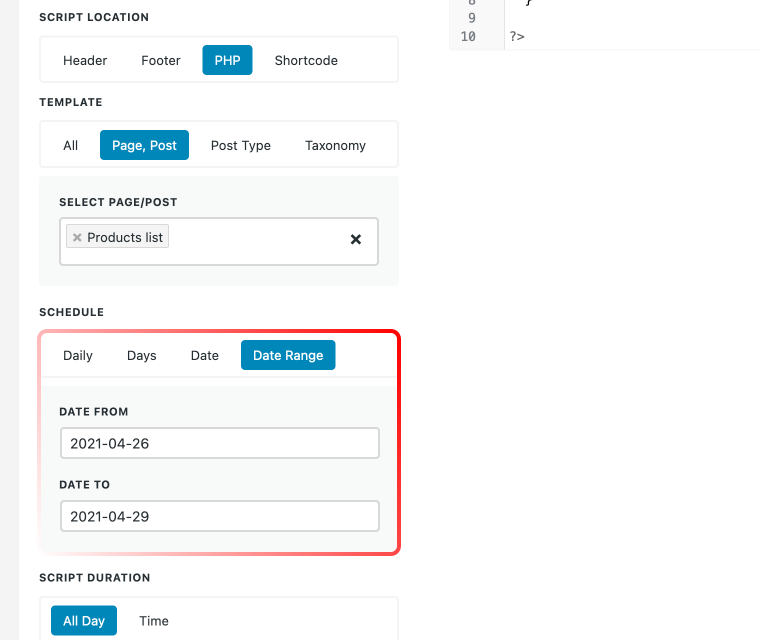 SCRIPT LOCATION
Header Footer PHP Shortcode
TEMPLATE
All Page, Post Post Type Taxonomy
SELECT PAGE/POST
× Products list ×
SCHEDULE
Daily Days Date Date Range
DATE FROM
2021-04-26
DATE TO
2021-04-29
SCRIPT DURATION
All Day Time
8 }
9
10 ?>